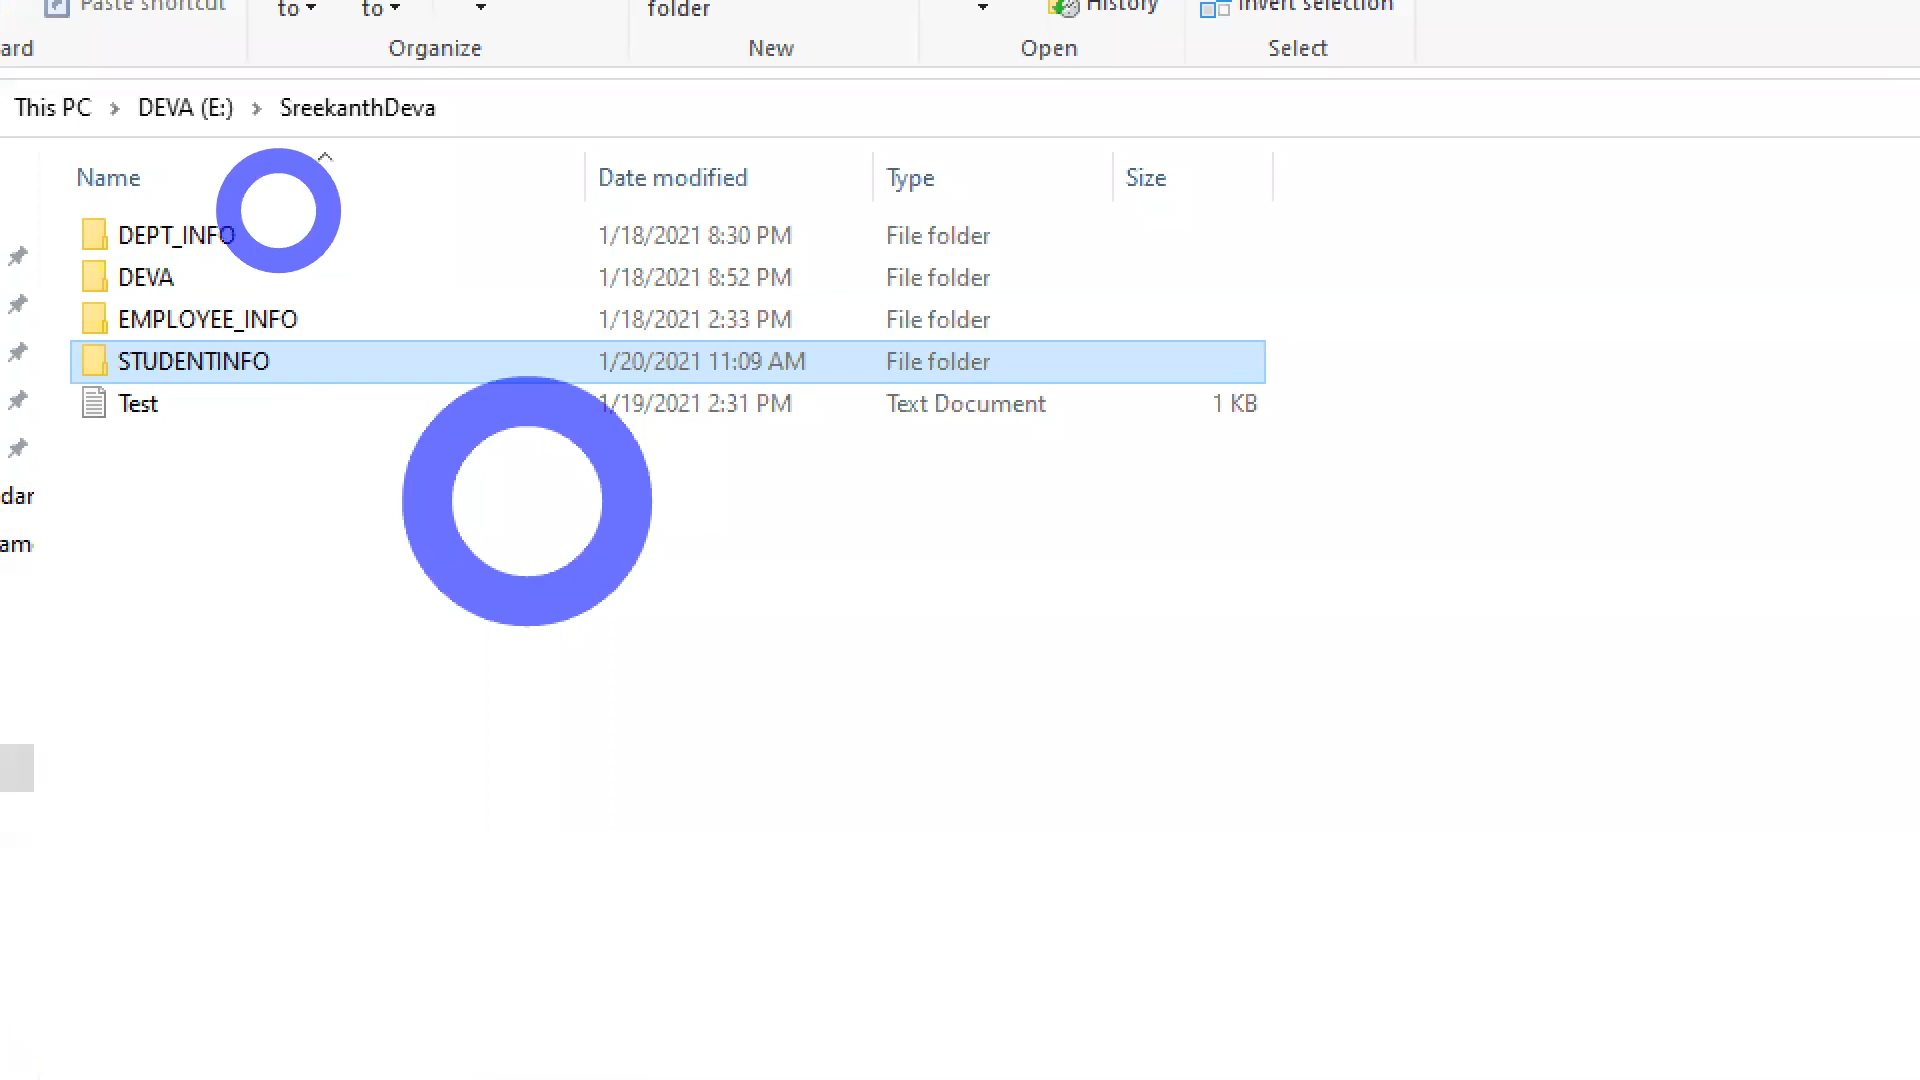 Paste shortcut
to to folder History Invert selection
ard Organize New Open Select
This PC > DEVA (E:) > SreekanthDeva
Name Date modified Type Size
DEPT_INFO 1/18/2021 8:30 PM File folder
DEVA 1/18/2021 8:52 PM File folder
EMPLOYEE_INFO 1/18/2021 2:33 PM File folder
STUDENTINFO 1/20/2021 11:09 AM File folder
Test 1/19/2021 2:31 PM Text Document 1 KB
dar
am